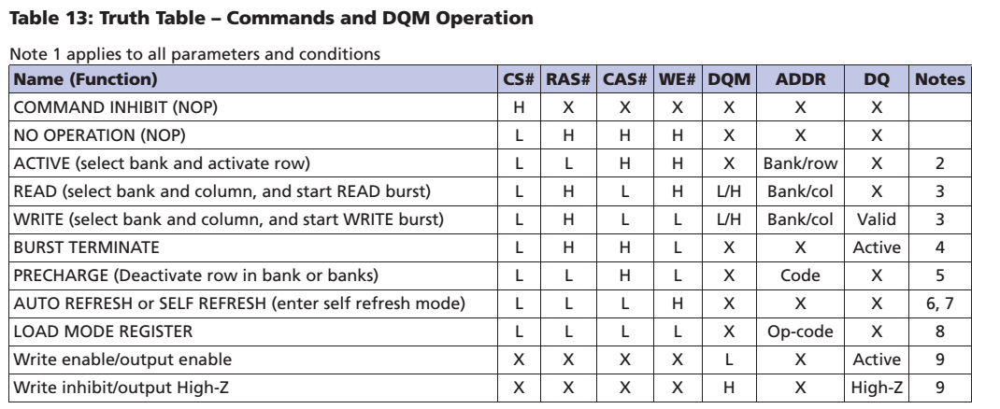 Table 13: Truth Table – Commands and DQM Operation
Note 1 applies to all parameters and conditions
Name (Function) CS# RAS# CAS# WE# DQM ADDR DQ Notes
COMMAND INHIBIT (NOP) H X X X X X X
NO OPERATION (NOP) L H H H X X X
ACTIVE (select bank and activate row) L L H H X Bank/row X 2
READ (select bank and column, and start READ burst) L H L H L/H Bank/col X 3
WRITE (select bank and column, and start WRITE burst) L H L L L/H Bank/col Valid 3
BURST TERMINATE L H H L X X Active 4
PRECHARGE (Deactivate row in bank or banks) L L H L X Code X 5
AUTO REFRESH or SELF REFRESH (enter self refresh mode) L L L H X X X 6, 7
LOAD MODE REGISTER L L L L X Op-code X 8
Write enable/output enable X X X X L X Active 9
Write inhibit/output High-Z X X X X H X High-Z 9